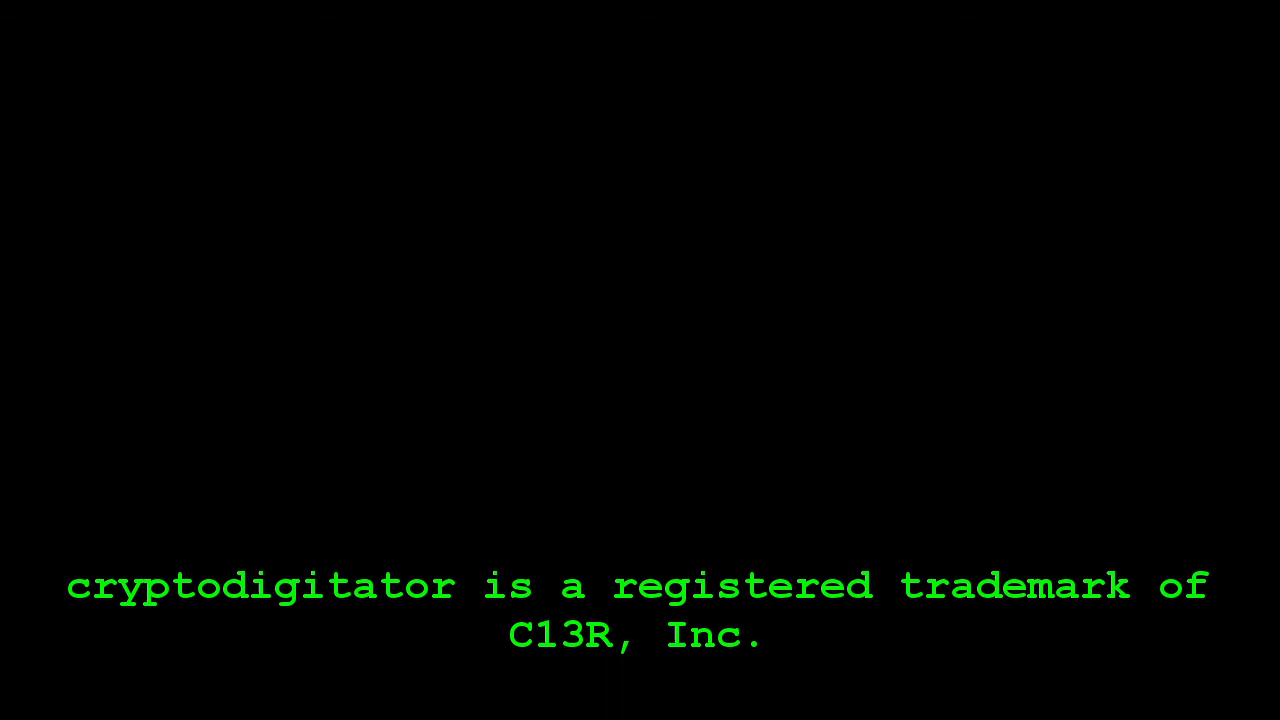 cryptodigitator is a registered trademark of
C13R, Inc.